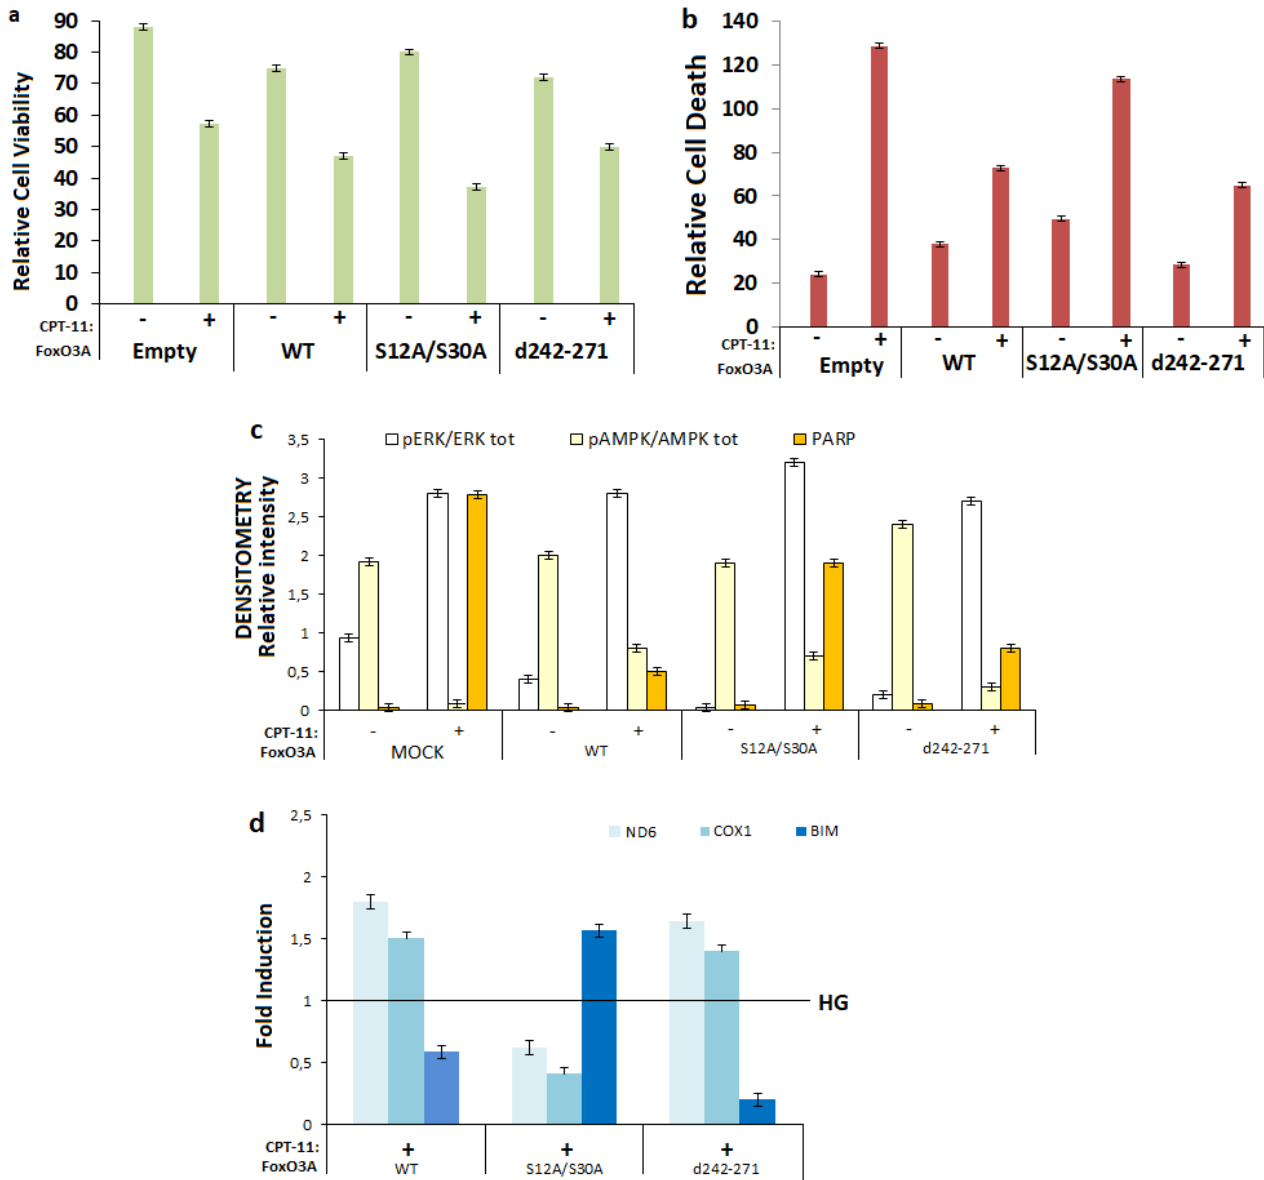 a
Relative Cell Viability
90
80
70
60
50
40
30
20
10
0
CPT-11: - + - + - + - +
FoxO3A Empty WT S12A/S30A d242-271
b
Relative Cell Death
140
120
100
80
60
40
20
0
CPT-11: - + - + - + - +
FoxO3A Empty WT S12A/S30A d242-271
c
DENSITOMETRY
Relative intensity
pERK/ERK tot pAMPK/AMPK tot PARP
3,5
3
2,5
2
1,5
1
0,5
0
CPT-11: - + - + - + - +
FoxO3A MOCK WT S12A/S30A d242-271
d
Fold Induction
ND6 COX1 BIM
2,5
2
1,5
1
0,5
0
HG
CPT-11: + + +
FoxO3A WT S12A/S30A d242-271